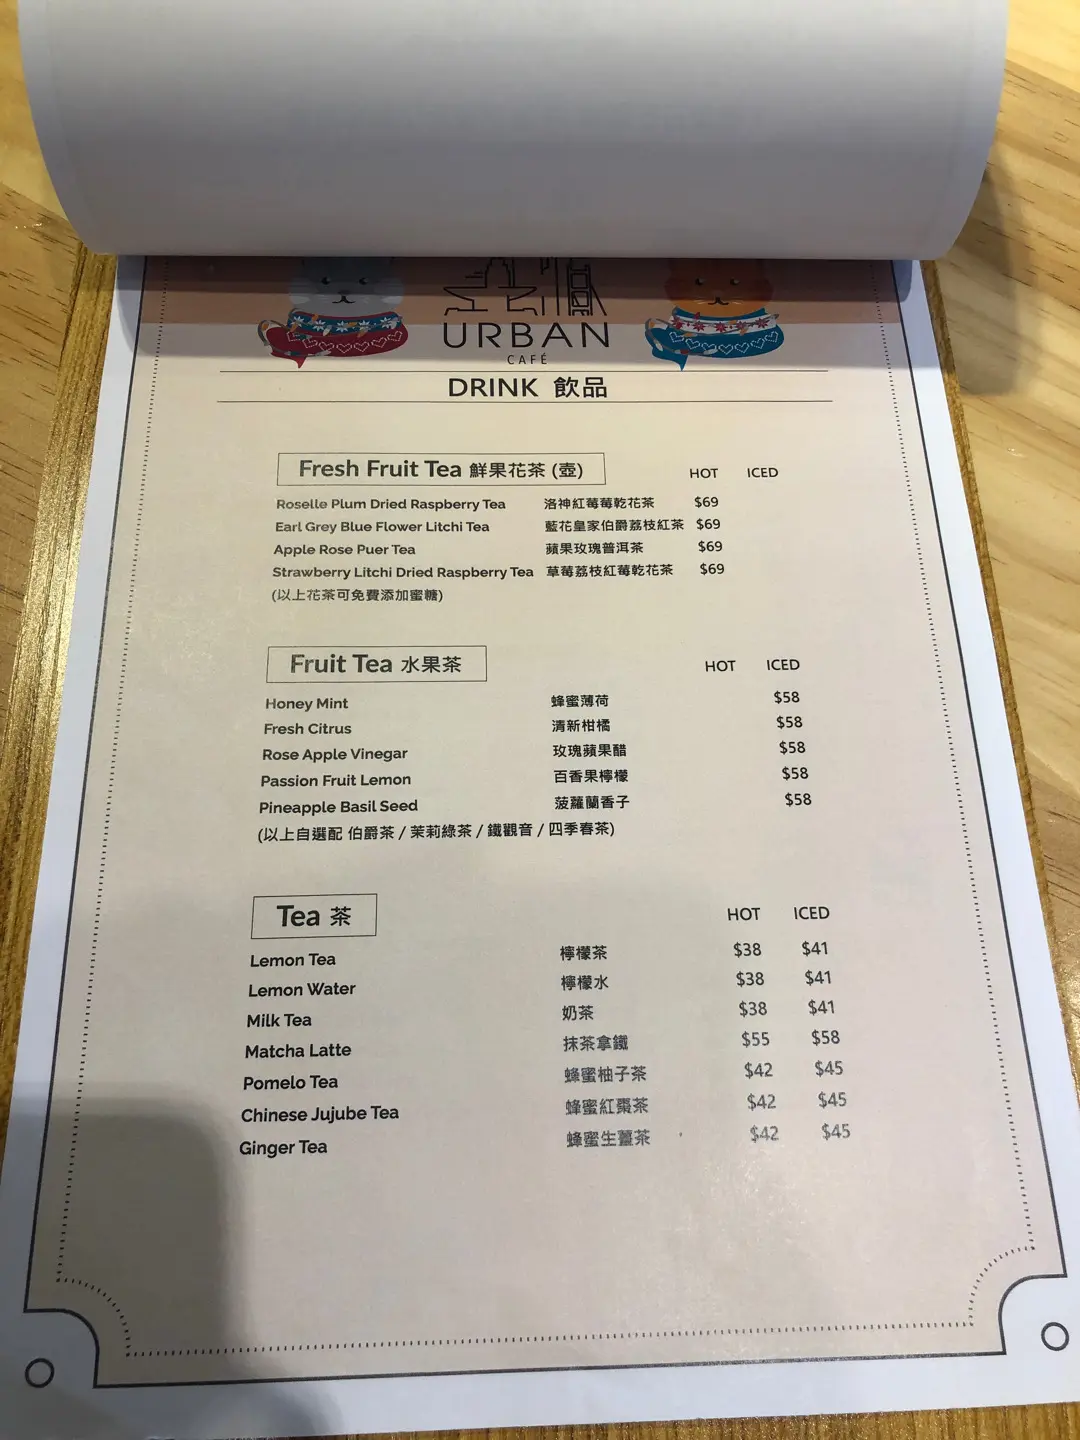 URBAN
CAFÉ
DRINK 飲品
Fresh Fruit Tea 鮮果花茶 (壺) HOT ICED
Roselle Plum Dried Raspberry Tea 洛神紅莓莓乾花茶 $69
Earl Grey Blue Flower Litchi Tea 藍花皇家伯爵荔枝紅茶 $69
Apple Rose Puer Tea 蘋果玫瑰普洱茶 $69
Strawberry Litchi Dried Raspberry Tea 草莓荔枝紅莓乾花茶 $69
(以上花茶可免費添加蜜糖)
Fruit Tea 水果茶 HOT ICED
Honey Mint 蜂蜜薄荷 $58
Fresh Citrus 清新柑橘 $58
Rose Apple Vinegar 玫瑰蘋果醋 $58
Passion Fruit Lemon 百香果檸檬 $58
Pineapple Basil Seed 菠蘿蘭香子 $58
(以上自選配 伯爵茶 / 茉莉綠茶 / 鐵觀音 / 四季春茶)
Tea 茶 HOT ICED
Lemon Tea 檸檬茶 $38 $41
Lemon Water 檸檬水 $38 $41
Milk Tea 奶茶 $38 $41
Matcha Latte 抹茶拿鐵 $55 $58
Pomelo Tea 蜂蜜柚子茶 $42 $45
Chinese Jujube Tea 蜂蜜紅棗茶 $42 $45
Ginger Tea 蜂蜜生薑茶 $42 $45